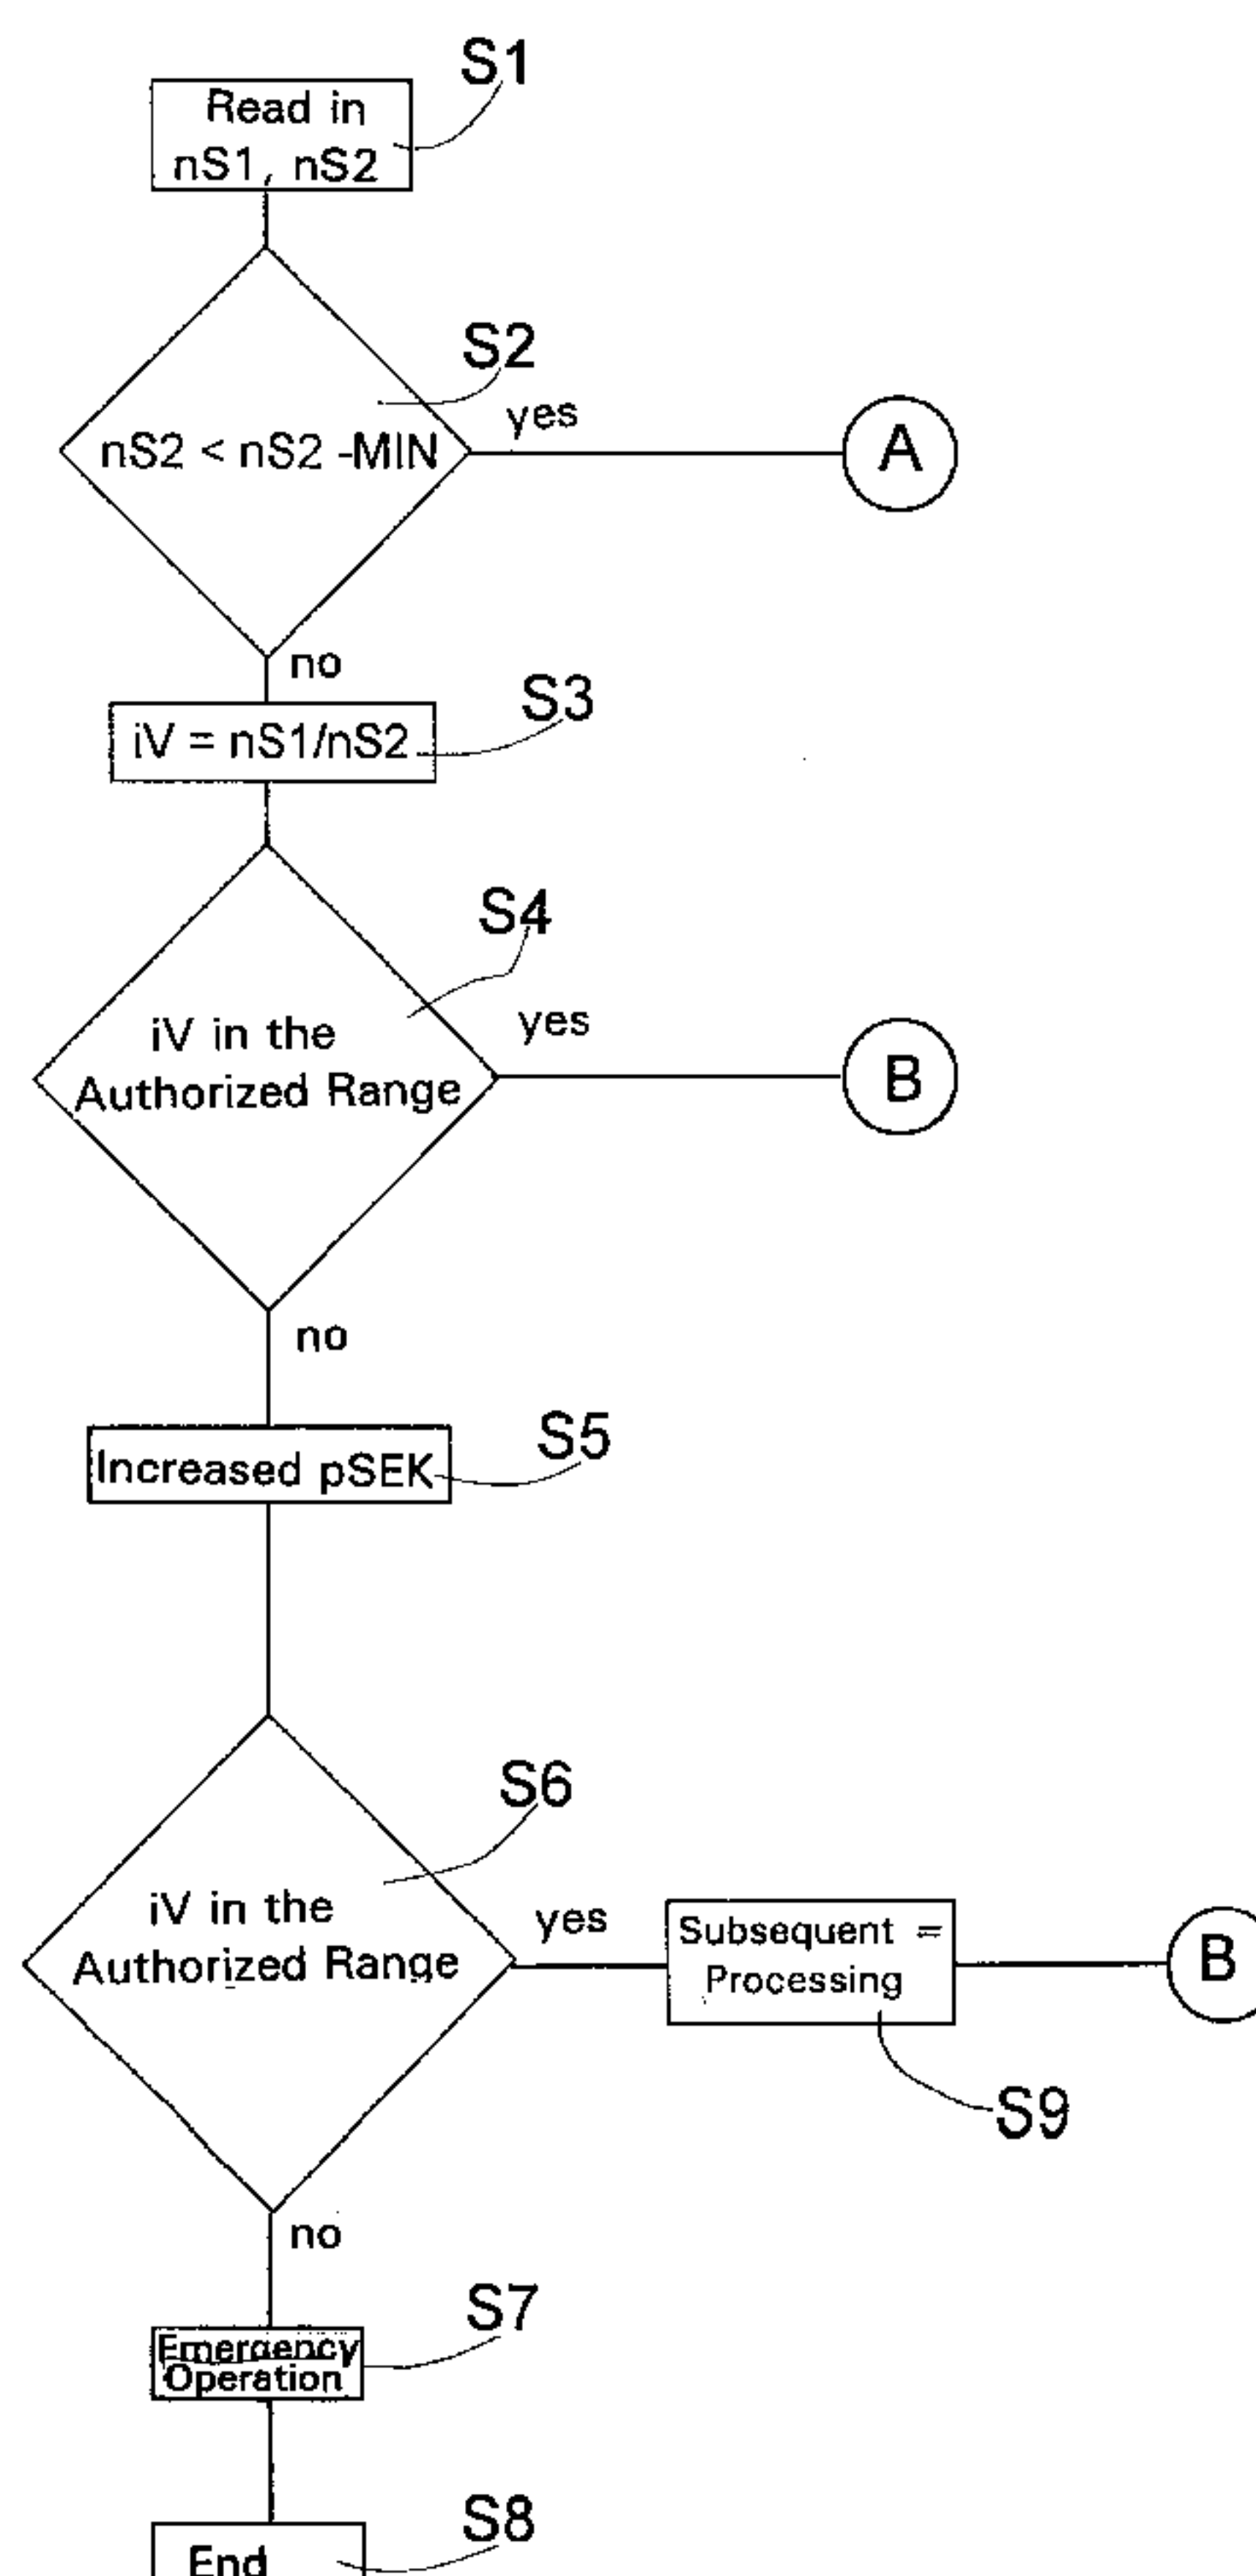 S1
Read in
nS1, nS2
S2
yes
nS2 < nS2 -MIN
A
no
S3
iV = nS1/nS2
S4
yes
iV in the
Authorized Range
B
no
S5
Increased pSEK
S6
iV in the
Authorized Range
yes
Subsequent =
Processing
B
S9
no
S7
Emergency
Operation
S8
End